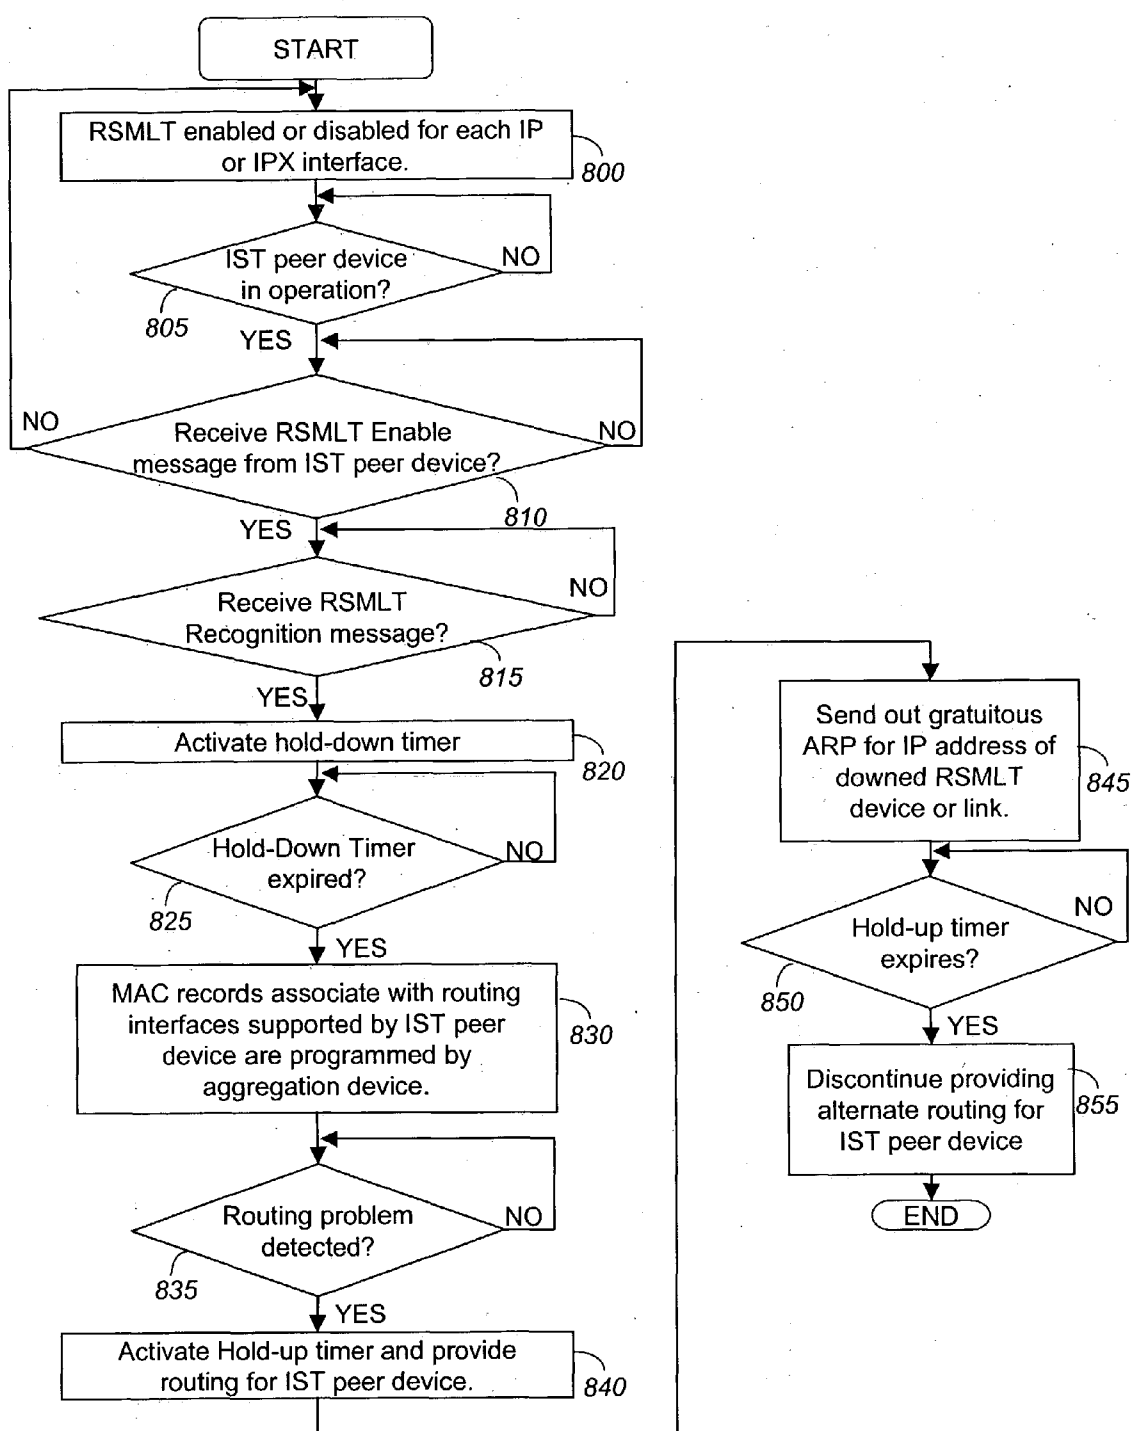 START
RSMLT enabled or disabled for each IP
or IPX interface.
800
IST peer device
in operation?
NO
805
YES
NO
Receive RSMLT Enable
message from IST peer device?
NO
810
YES
Receive RSMLT
Recognition message?
NO
815
YES
Activate hold-down timer
820
Hold-Down Timer
expired?
NO
825
YES
MAC records associate with routing
interfaces supported by IST peer
device are programmed by
aggregation device.
830
Routing problem
detected?
NO
835
YES
Activate Hold-up timer and provide
routing for IST peer device.
840
Send out gratuitous
ARP for IP address of
downed RSMLT
device or link.
845
Hold-up timer
expires?
NO
850
YES
Discontinue providing
alternate routing for
IST peer device
855
END